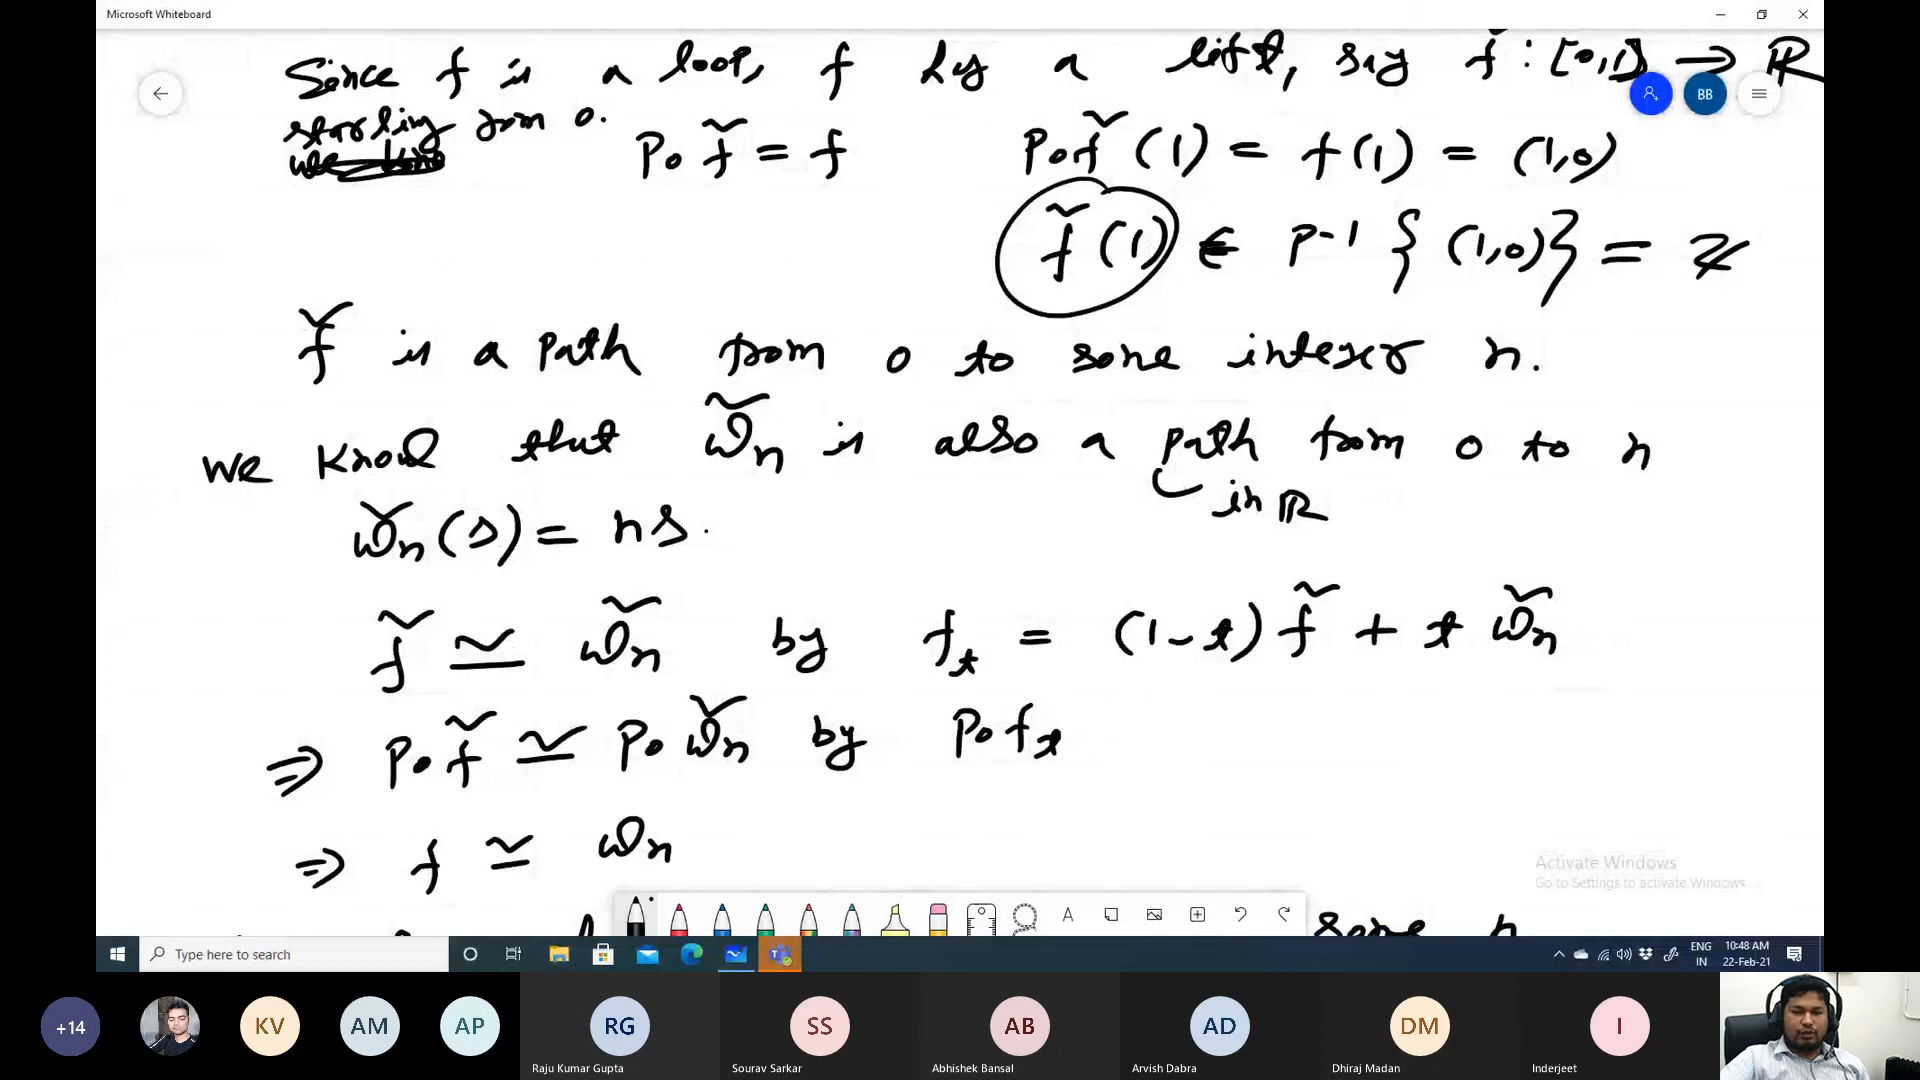 Microsoft Whiteboard
Since f is a loop, f has a lift, say f̃ : [0,1] → ℝ
starting from 0.
P∘f̃ = f    P∘f̃(1) = f(1) = (1,0)
f̃(1) ∈ P⁻¹{(1,0)} = ℤ
f̃ is a path from 0 to some integer n.
we know that ω̃n is also a path from 0 to n
in ℝ
ω̃n(s) = ns.
f̃ ≃ ω̃n by ft = (1-t)f̃ + t ω̃n
⇒ P∘f̃ ≃ P∘ω̃n by P∘ft
⇒ f ≃ ωn
some n
BB
Activate Windows
Go to Settings to activate Windows
A
Type here to search
ENG
IN
10:48 AM
22-Feb-21
+14
KV
AM
AP
RG
SS
AB
AD
DM
I
Raju Kumar Gupta
Sourav Sarkar
Abhishek Bansal
Arvish Dabra
Dhiraj Madan
Inderjeet